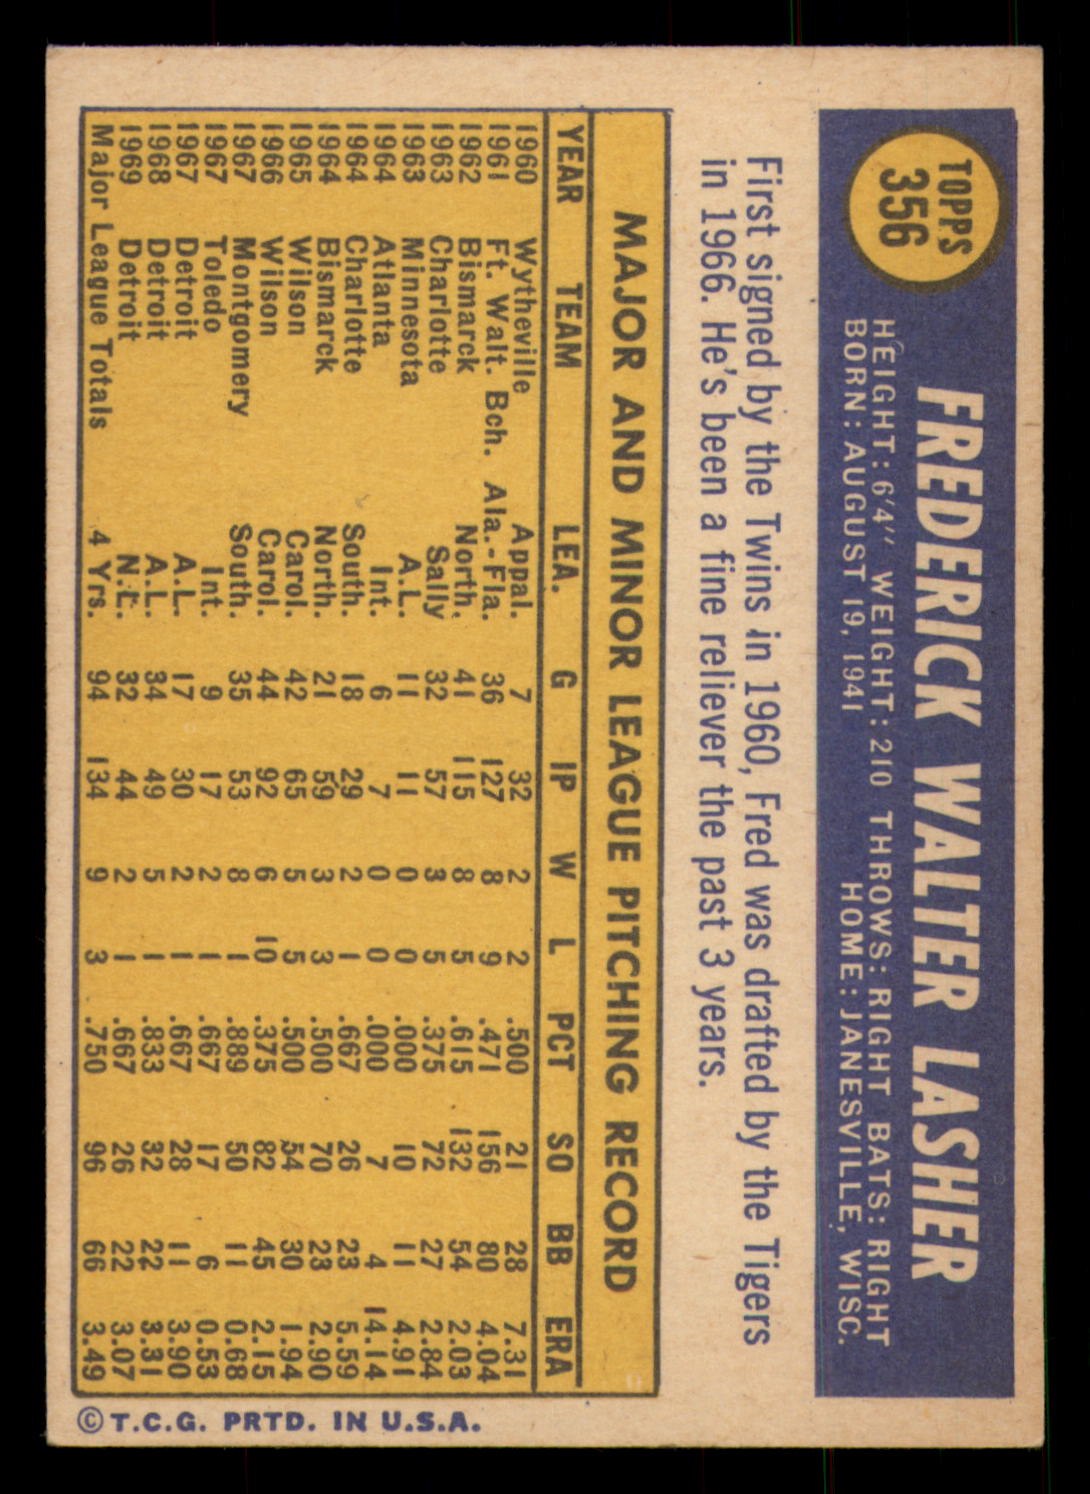 TOPPS
356
FREDERICK WALTER LASHER
HEIGHT: 6'4" WEIGHT: 210 THROWS: RIGHT BATS: RIGHT
BORN: AUGUST 19, 1941 HOME: JANESVILLE, WISC.
First signed by the Twins in 1960, Fred was drafted by the Tigers
in 1966. He's been a fine reliever the past 3 years.
MAJOR AND MINOR LEAGUE PITCHING RECORD
YEAR TEAM LEA. G IP W L PCT SO BB ERA
1960 Wytheville Appal. 7 32 2 2 .500 21 28 7.31
1961 Ft. Walt. Bch. Ala.-Fla. 36 127 8 9 .471 156 80 4.04
1962 Bismarck North. 41 115 8 5 .615 132 54 2.03
1963 Charlotte Sally 32 57 3 5 .375 72 27 2.84
1963 Minnesota A.L. 11 11 0 0 .000 10 11 4.91
1964 Atlanta Int. 6 7 0 0 .000 7 4 14.14
1964 Charlotte South. 18 29 2 1 .667 26 23 5.59
1964 Bismarck North. 21 59 3 3 .500 70 23 2.90
1965 Wilson Carol. 42 65 5 5 .500 54 30 1.94
1966 Wilson Carol. 44 92 6 10 .375 82 45 2.15
1967 Montgomery South. 35 53 8 1 .889 50 11 0.68
1967 Toledo Int. 9 17 2 1 .667 17 6 0.53
1967 Detroit A.L. 17 30 2 1 .667 28 11 3.90
1968 Detroit A.L. 34 49 5 1 .833 32 22 3.31
1969 Detroit N.L. 32 44 2 1 .667 26 22 3.07
Major League Totals 4 Yrs. 94 134 9 3 .750 96 66 3.49
© T.C.G. PRTD. IN U.S.A.